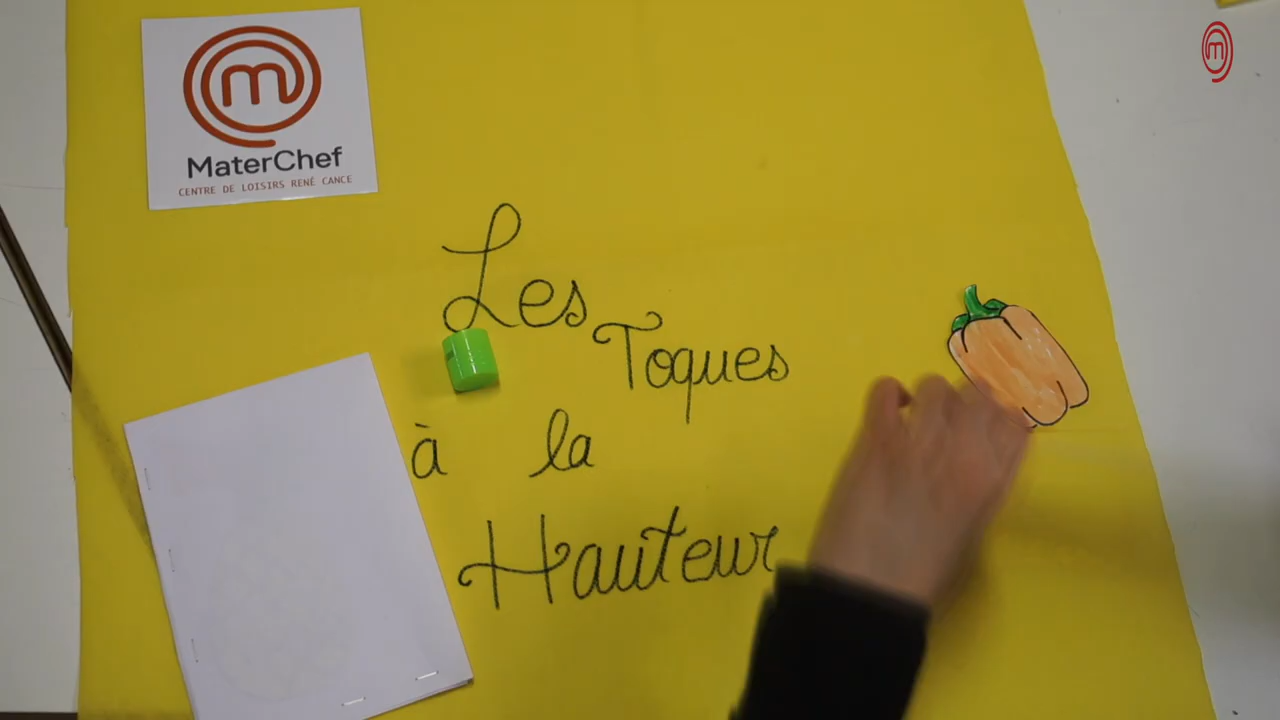 MaterChef
CENTRE DE LOISIRS RENÉ CANCE
Les
Toques
à la
Hauteur